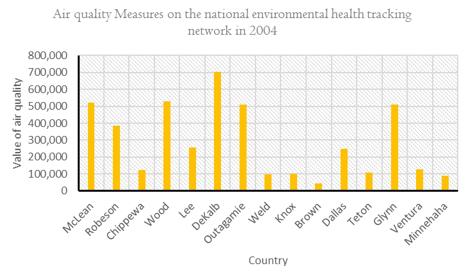 Air quality Measures on the national environmental health tracking
network in 2004
800,000
700,000
600,000
500,000
400,000
300,000
200,000
100,000
0
Value of air quality
McLean
Robeson
Chippewa
Wood
Lee
DeKalb
Outagamie
Weld
Knox
Brown
Dallas
Teton
Glynn
Ventura
Minnehaha
Country